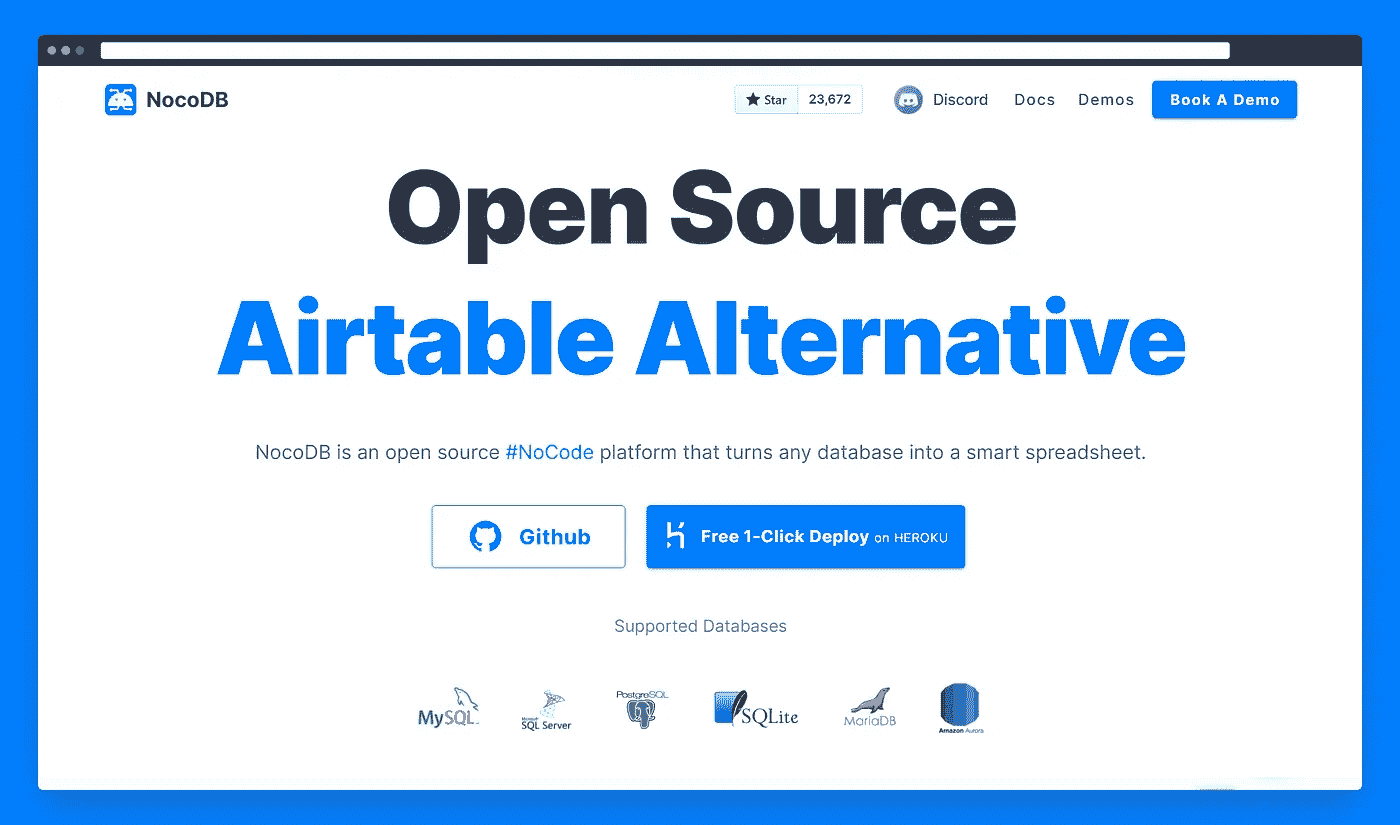 NocoDB
Star 23,672
Discord Docs Demos Book A Demo
Open Source
Airtable Alternative
NocoDB is an open source #NoCode platform that turns any database into a smart spreadsheet.
Github
Free 1-Click Deploy on HEROKU
Supported Databases
MySQL
Microsoft
SQL Server
PostgreSQL
SQLite
MariaDB
Amazon Aurora